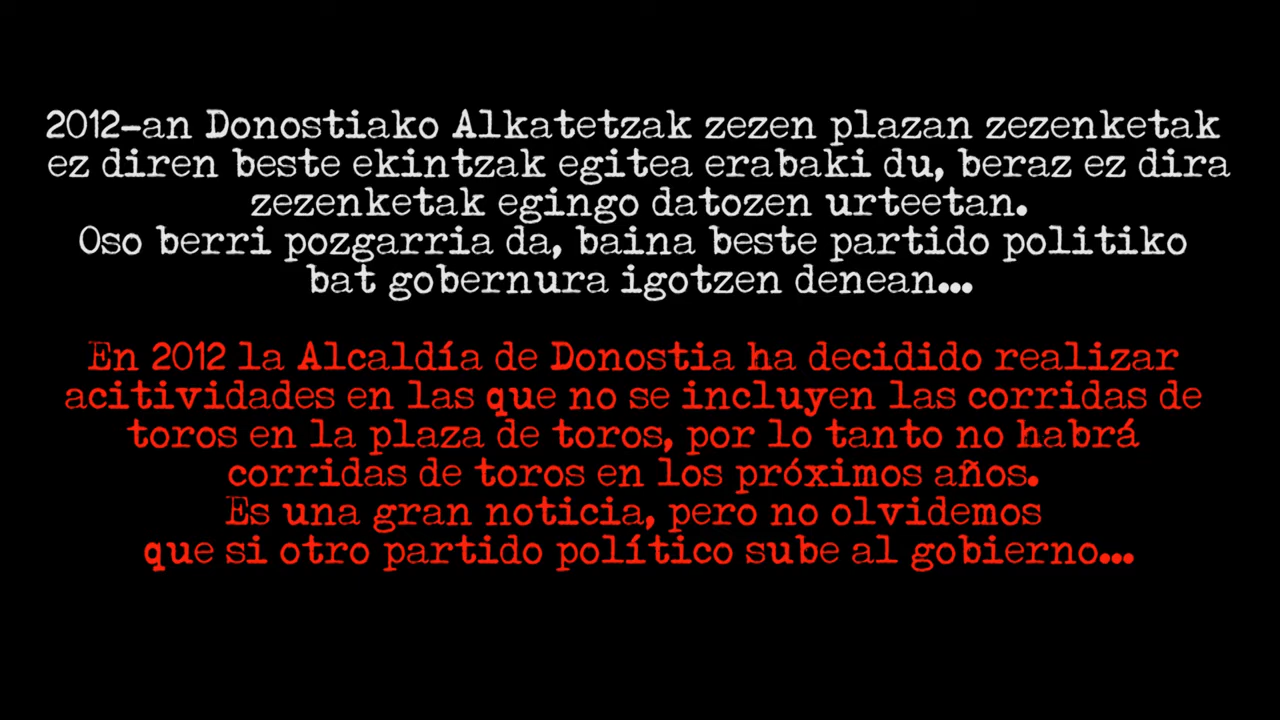 2012-an Donostiako Alkatetzak zezen plazan zezenketak
ez diren beste ekintzak egitea erabaki du, beraz ez dira
zezenketak egingo datozen urteetan.
Oso berri pozgarria da, baina beste partido politiko
bat gobernura igotzen denean...
En 2012 la Alcaldía de Donostia ha decidido realizar
acitividades en las que no se incluyen las corridas de
toros en la plaza de toros, por lo tanto no habrá
corridas de toros en los próximos años.
Es una gran noticia, pero no olvidemos
que si otro partido político sube al gobierno...